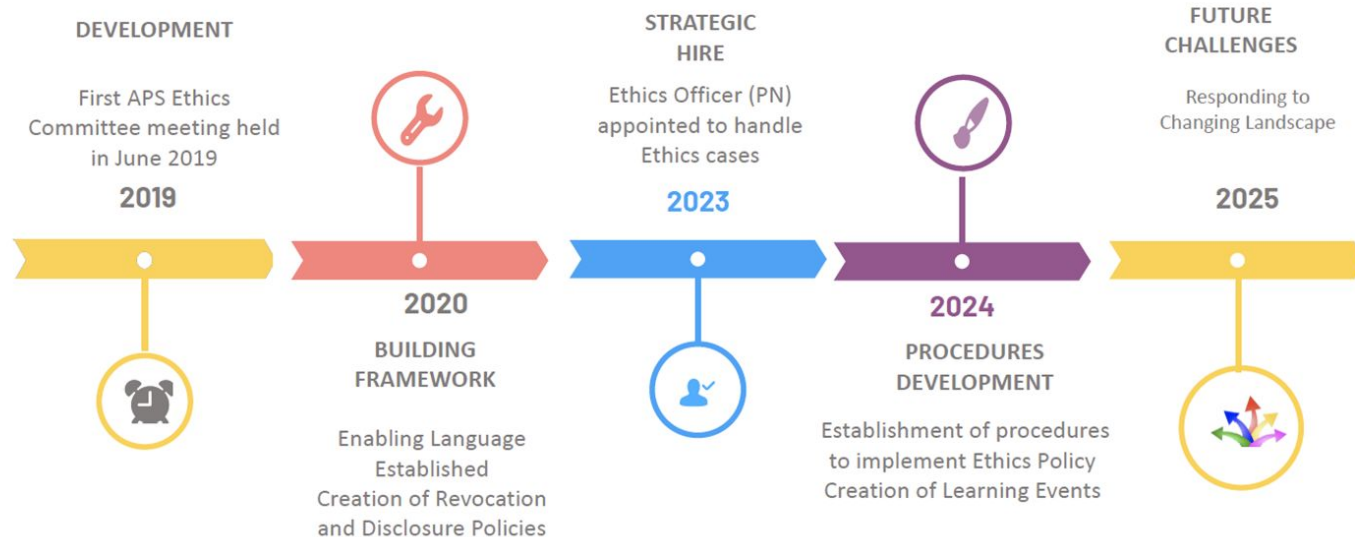 DEVELOPMENT
First APS Ethics
Committee meeting held
in June 2019
2019
2020
BUILDING
FRAMEWORK
Enabling Language
Established
Creation of Revocation
and Disclosure Policies
STRATEGIC
HIRE
Ethics Officer (PN)
appointed to handle
Ethics cases
2023
2024
PROCEDURES
DEVELOPMENT
Establishment of procedures
to implement Ethics Policy
Creation of Learning Events
FUTURE
CHALLENGES
Responding to
Changing Landscape
2025